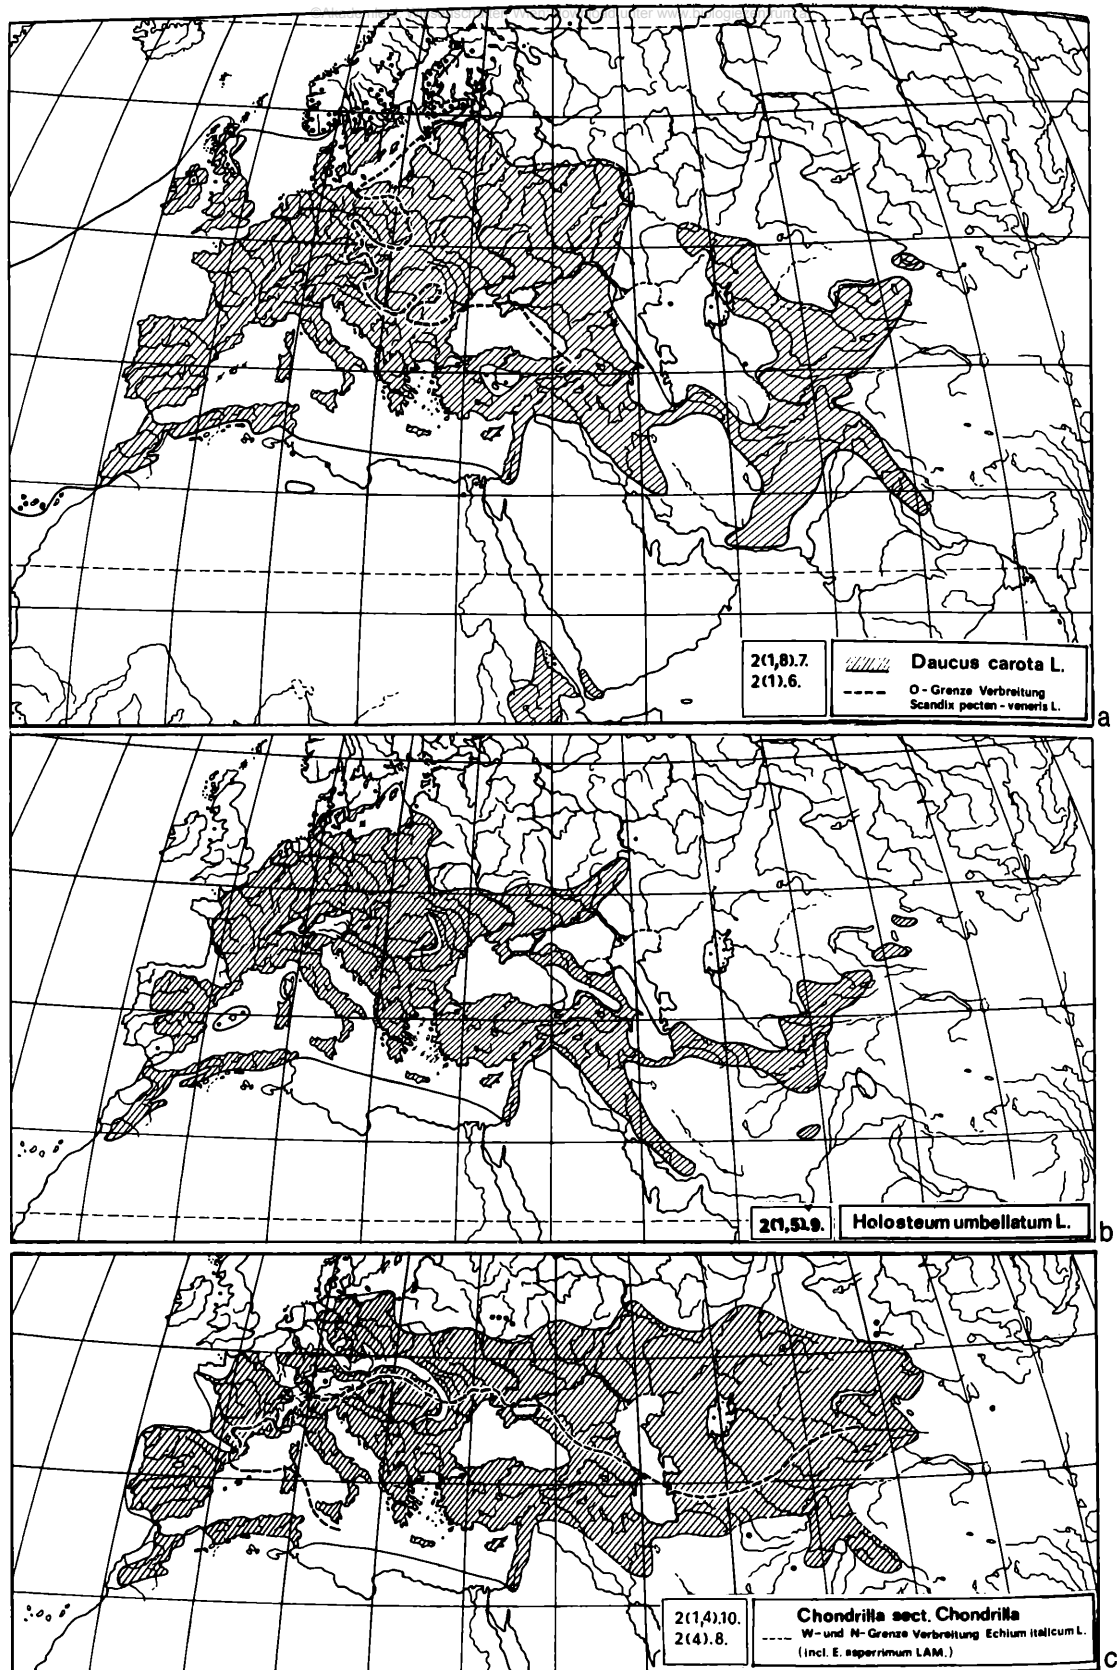 2(1,8).7.
2(1).6.
Daucus carota L.
O-Grenze Verbreitung
Scandix pecten-veneris L.
a
2(1,5).9.
Holosteum umbellatum L.
b
2(1,4).10.
2(4).8.
Chondrilla sect. Chondrilla
W- und N-Grenze Verbreitung Echium italicum L.
(incl. E. asperrimum LAM.)
c